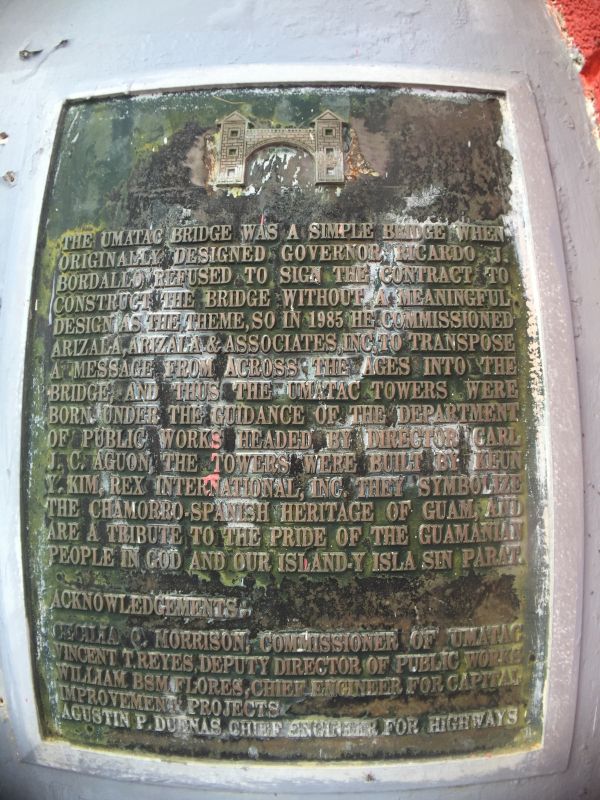 THE UMATAC BRIDGE WAS A SIMPLE BRIDGE WHEN
ORIGINALLY DESIGNED GOVERNOR RICARDO J.
BORDALLO REFUSED TO SIGN THE CONTRACT TO
CONSTRUCT THE BRIDGE WITHOUT A MEANINGFUL
DESIGN AS THE THEME, SO IN 1985 HE COMMISSIONED
ARIZALA, ARIZALA & ASSOCIATES, INC. TO TRANSPOSE
A MESSAGE FROM ACROSS THE AGES INTO THE
BRIDGE, AND THUS THE UMATAC TOWERS WERE
BORN UNDER THE GUIDANCE OF THE DEPARTMENT
OF PUBLIC WORKS HEADED BY DIRECTOR CARL
J. C. AGUON, THE TOWERS WERE BUILT BY KEUN
Y. KIM, REX INTERNATIONAL, INC. THEY SYMBOLIZE
THE CHAMORRO-SPANISH HERITAGE OF GUAM, AND
ARE A TRIBUTE TO THE PRIDE OF THE GUAMANIAN
PEOPLE IN GOD AND OUR ISLAND-Y ISLA SIN PARAT.
ACKNOWLEDGEMENTS:
CECILIA Q. MORRISON, COMMISSIONER OF UMATAC
VINCENT T. REYES, DEPUTY DIRECTOR OF PUBLIC WORKS
WILLIAM BSM FLORES, CHIEF ENGINEER FOR CAPITAL
IMPROVEMENT PROJECTS
AGUSTIN P. DUENAS, CHIEF ENGINEER FOR HIGHWAYS